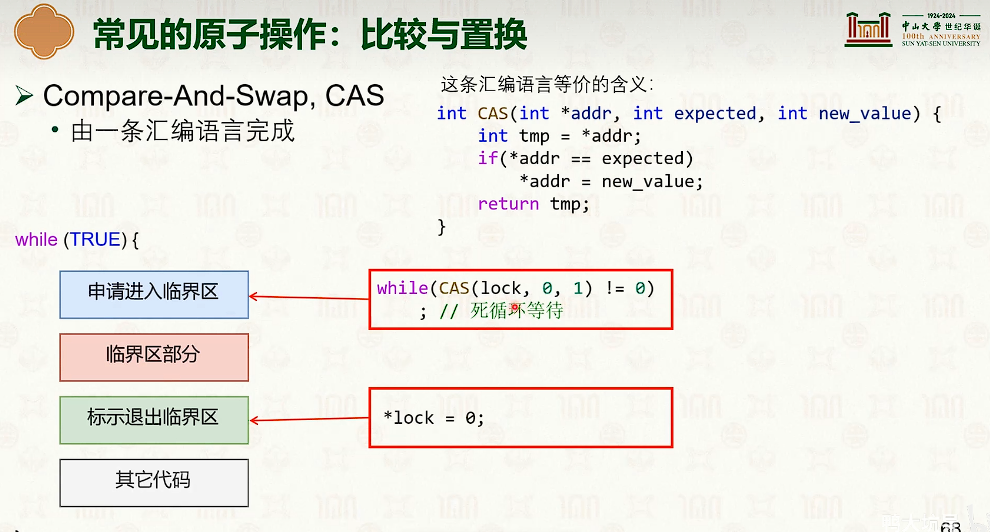 常见的原子操作：比较与置换
1924-2024
中山大学 世纪华诞
100th ANNIVERSARY
SUN YAT-SEN UNIVERSITY
Compare-And-Swap, CAS
由一条汇编语言完成
这条汇编语言等价的含义:
int CAS(int *addr, int expected, int new_value) {
int tmp = *addr;
if(*addr == expected)
*addr = new_value;
return tmp;
}
while (TRUE) {
申请进入临界区
while(CAS(lock, 0, 1) != 0)
; // 死循环等待
临界区部分
标示退出临界区
*lock = 0;
其它代码
68